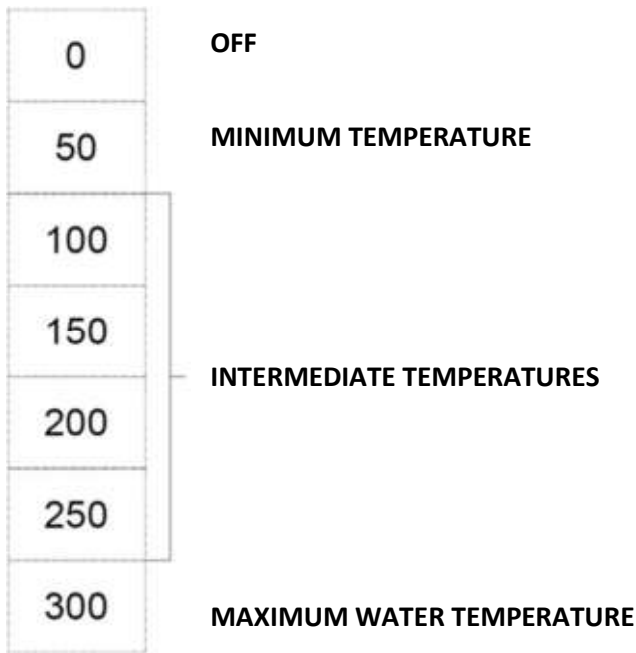 0 OFF
50 MINIMUM TEMPERATURE
100
150
INTERMEDIATE TEMPERATURES
200
250
300 MAXIMUM WATER TEMPERATURE